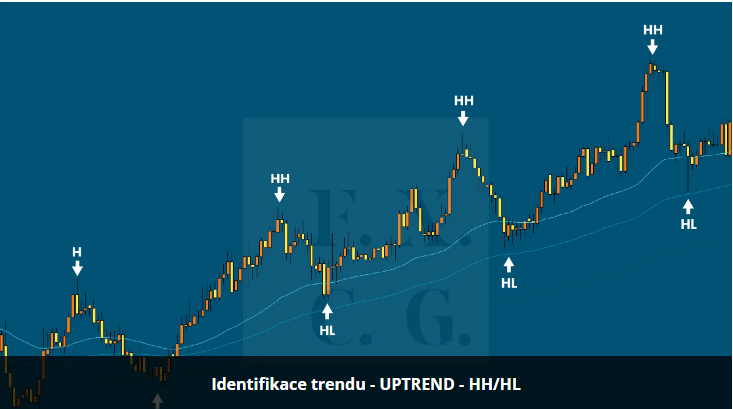 HH
HH
HH
H
HL
HL
HL
E. X.
C. G.
Identifikace trendu - UPTREND - HH/HL